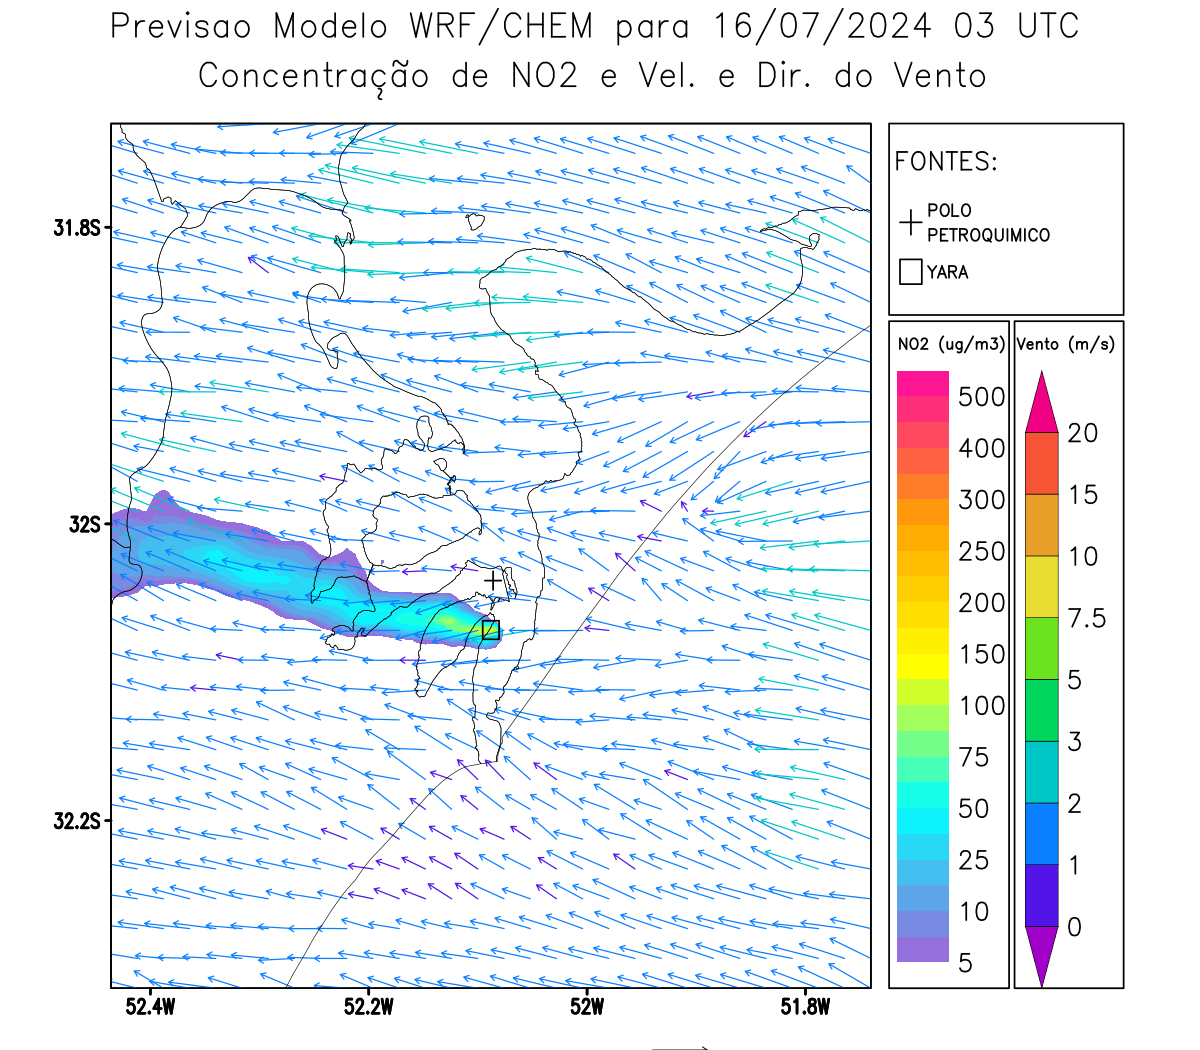 Previsao Modelo WRF/CHEM para 16/07/2024 03 UTC
Concentração de NO2 e Vel. e Dir. do Vento
FONTES:
POLO
PETROQUIMICO
YARA
NO2 (ug/m3)
500
400
300
250
200
150
100
75
50
25
10
5
Vento (m/s)
20
15
10
7.5
5
3
2
1
0
31.8S
32S
32.2S
52.4W
52.2W
52W
51.8W